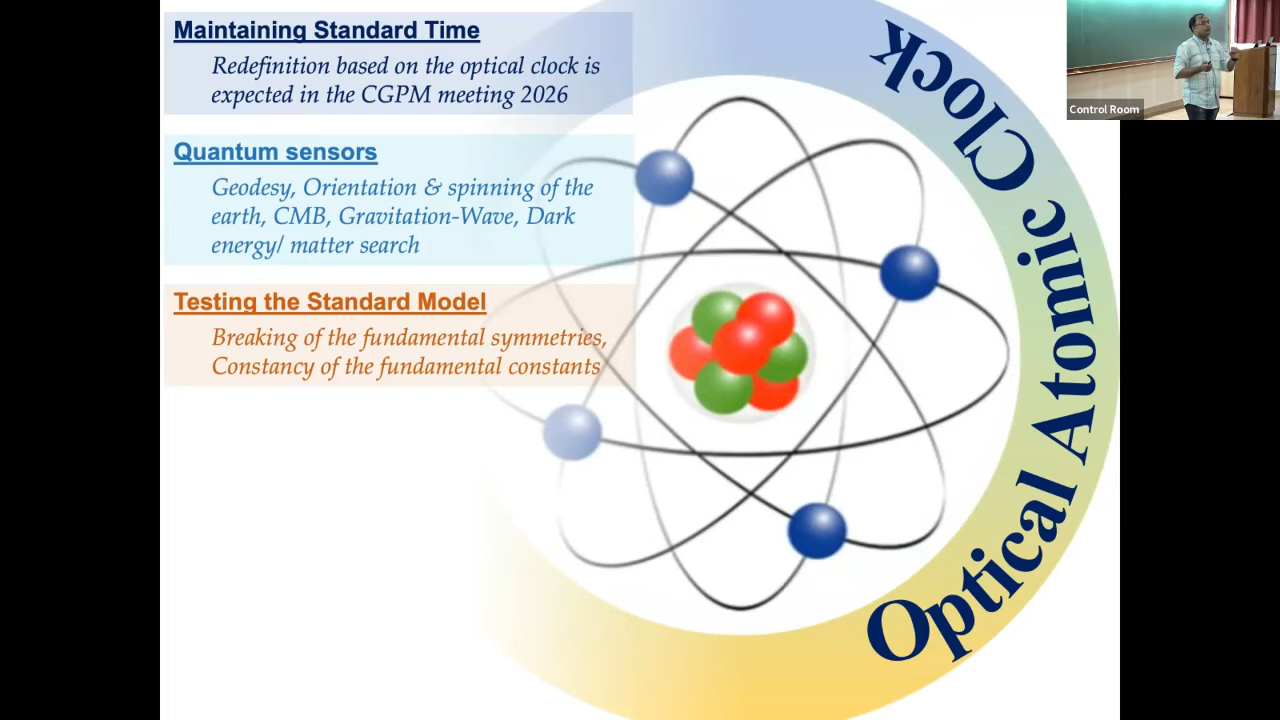 Maintaining Standard Time
Redefinition based on the optical clock is
expected in the CGPM meeting 2026
Quantum sensors
Geodesy, Orientation & spinning of the
earth, CMB, Gravitation-Wave, Dark
energy/ matter search
Testing the Standard Model
Breaking of the fundamental symmetries,
Constancy of the fundamental constants
Optical Atomic Clock
Control Room